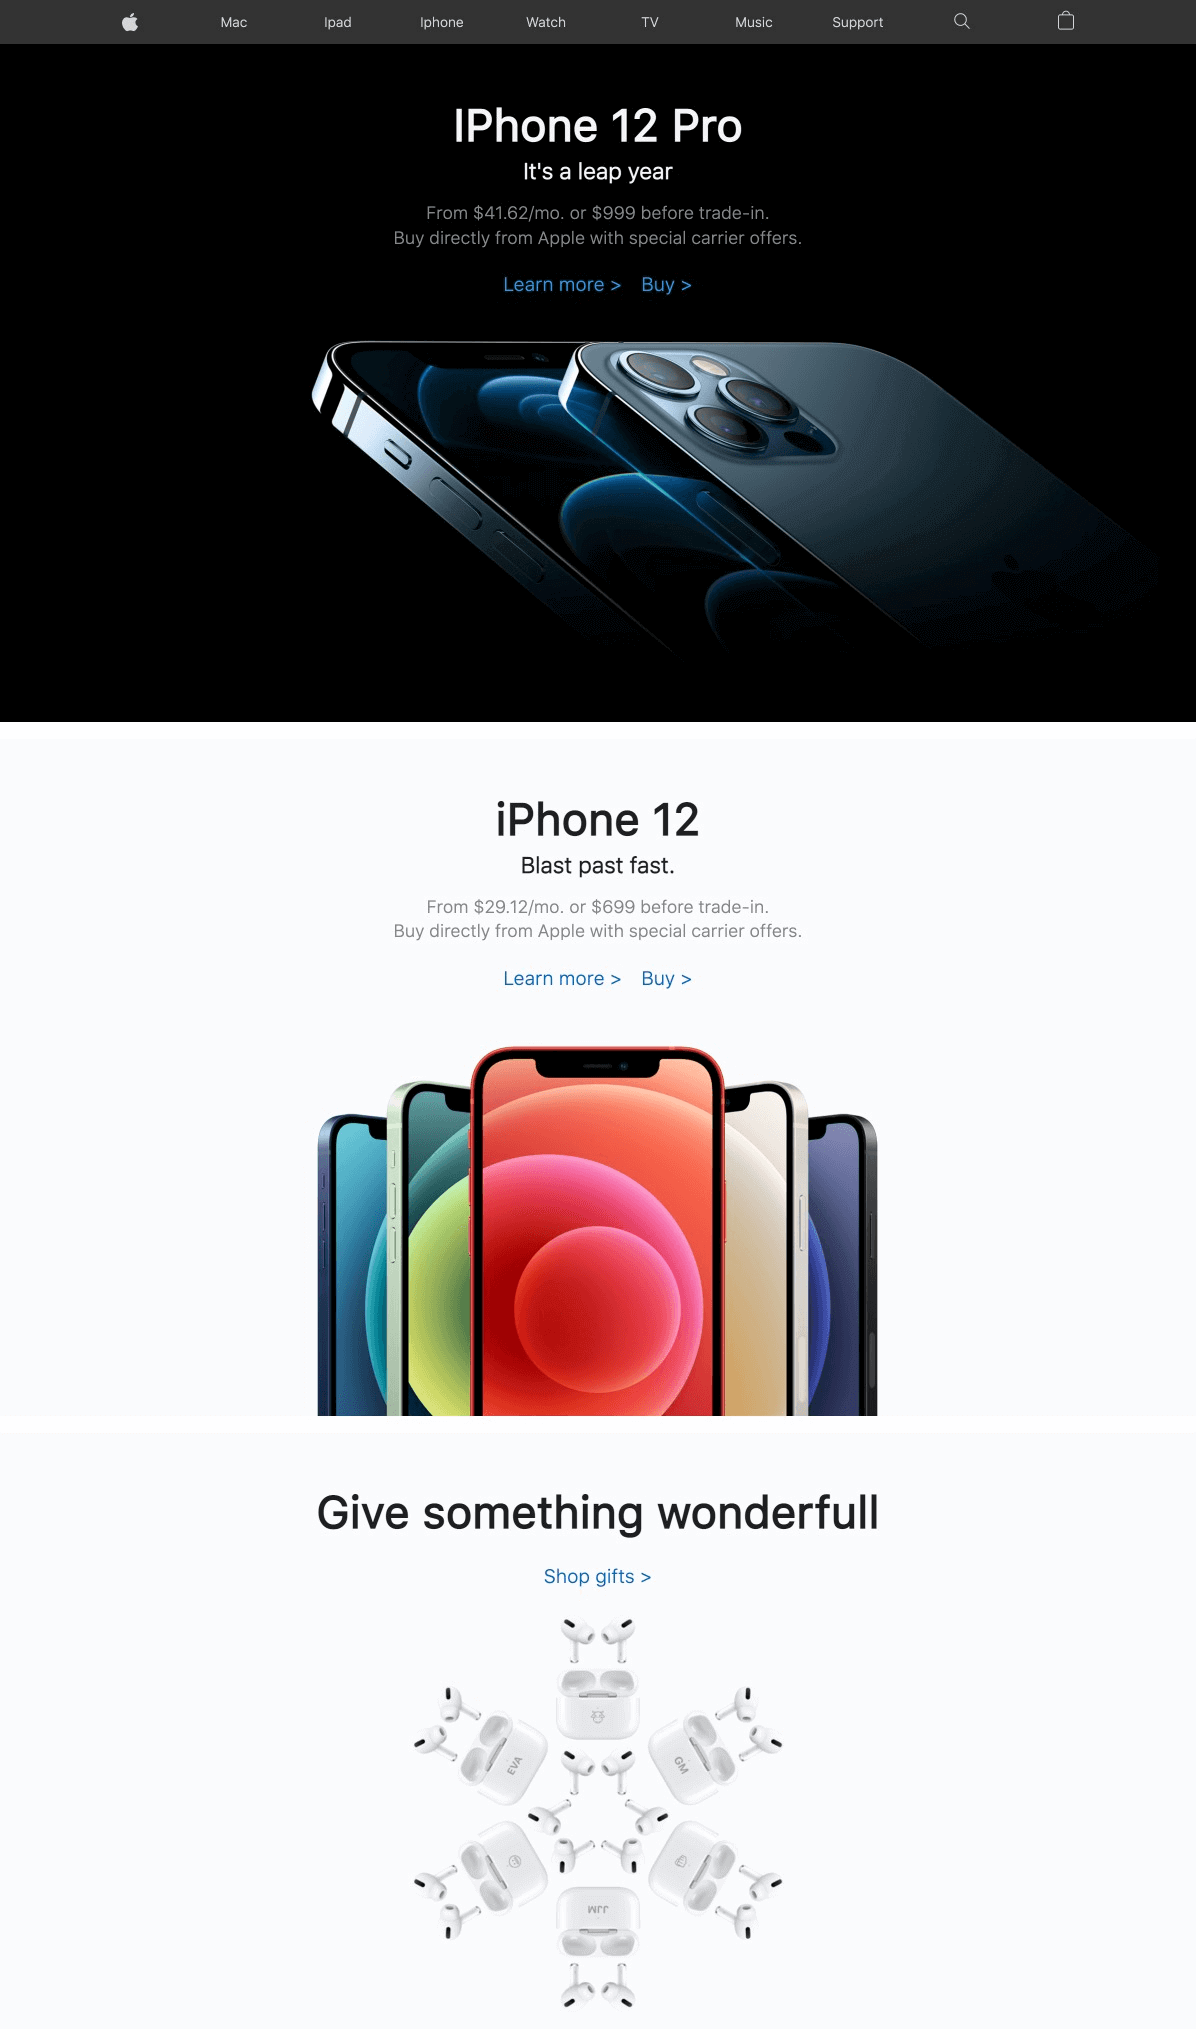 Mac Ipad Iphone Watch TV Music Support
IPhone 12 Pro
It's a leap year
From $41.62/mo. or $999 before trade-in.
Buy directly from Apple with special carrier offers.
Learn more > Buy >
iPhone 12
Blast past fast.
From $29.12/mo. or $699 before trade-in.
Buy directly from Apple with special carrier offers.
Learn more > Buy >
Give something wonderfull
Shop gifts >
EVA
GM
MJJ